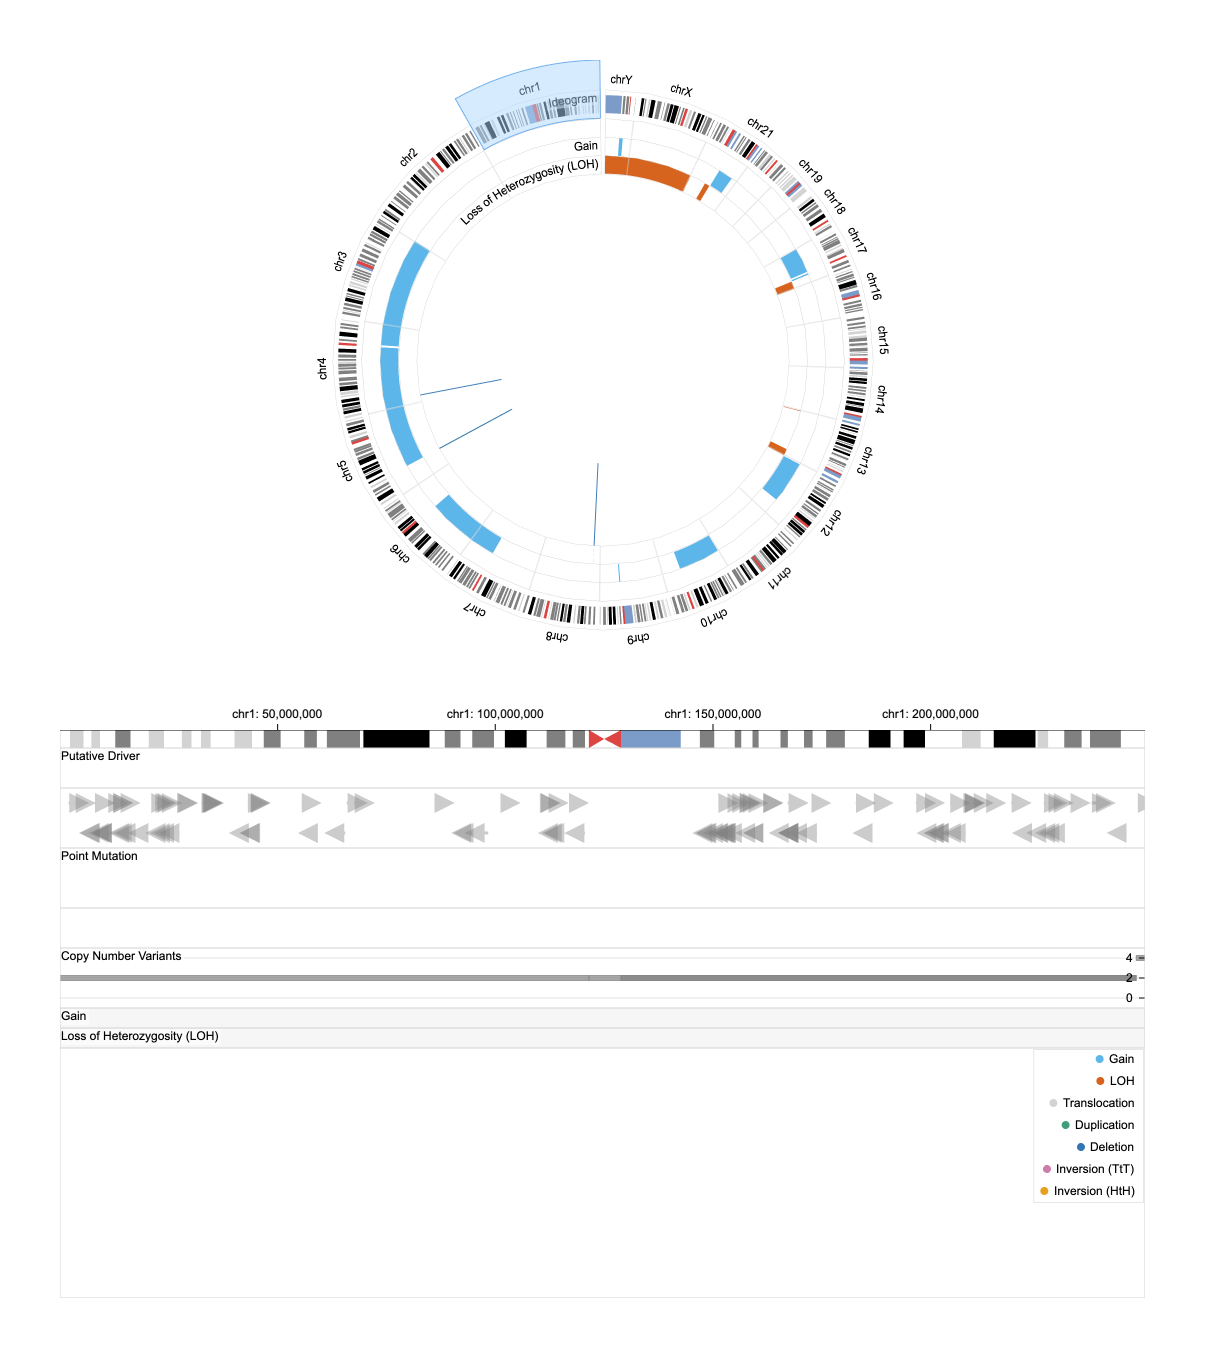 chrY
chrX
chr1
Ideogram
chr21
Gain
chr2
Loss of Heterozygosity (LOH)
chr19
chr18
chr17
chr3
chr16
chr15
chr4
chr14
chr13
chr5
chr12
chr6
chr11
chr7
chr10
chr8
chr9
chr1: 50,000,000
chr1: 100,000,000
chr1: 150,000,000
chr1: 200,000,000
Putative Driver
Point Mutation
Copy Number Variants
4
2
0
Gain
Loss of Heterozygosity (LOH)
Gain
LOH
Translocation
Duplication
Deletion
Inversion (TtT)
Inversion (HtH)